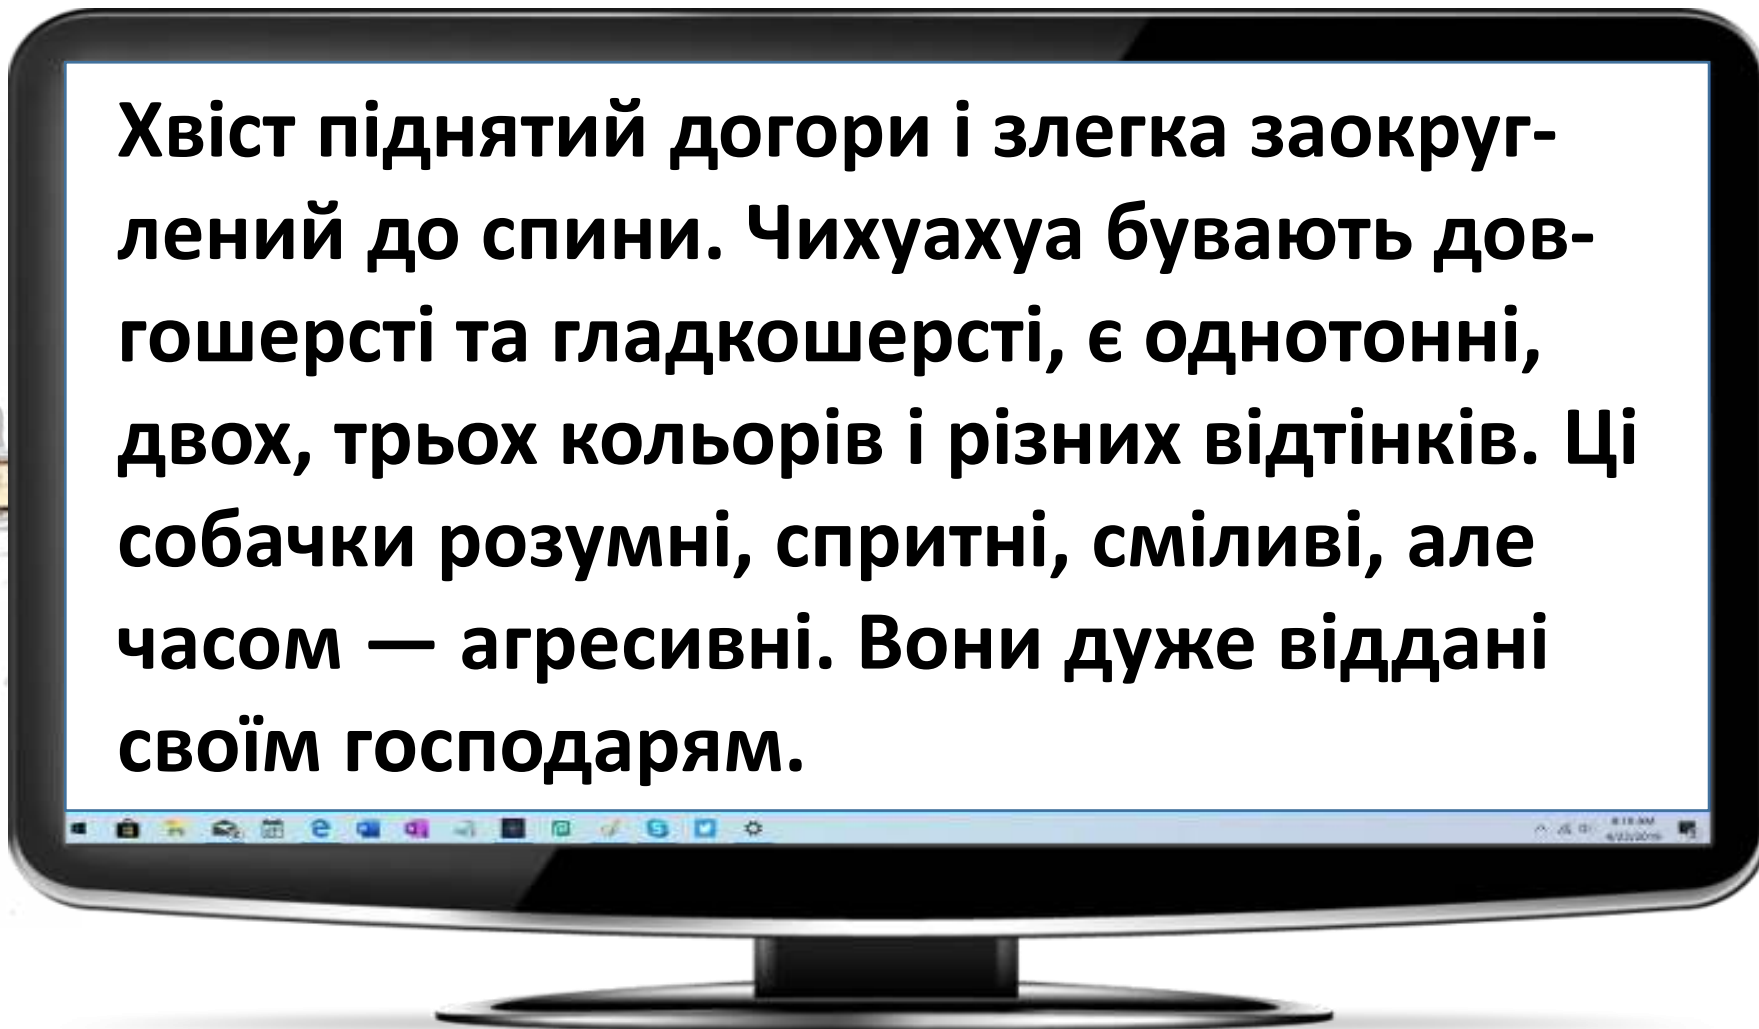 Хвіст піднятий догори і злегка заокруг-
лений до спини. Чихуахуа бувають дов-
гошерсті та гладкошерсті, є однотонні,
двох, трьох кольорів і різних відтінків. Ці
собачки розумні, спритні, сміливі, але
часом — агресивні. Вони дуже віддані
своїм господарям.